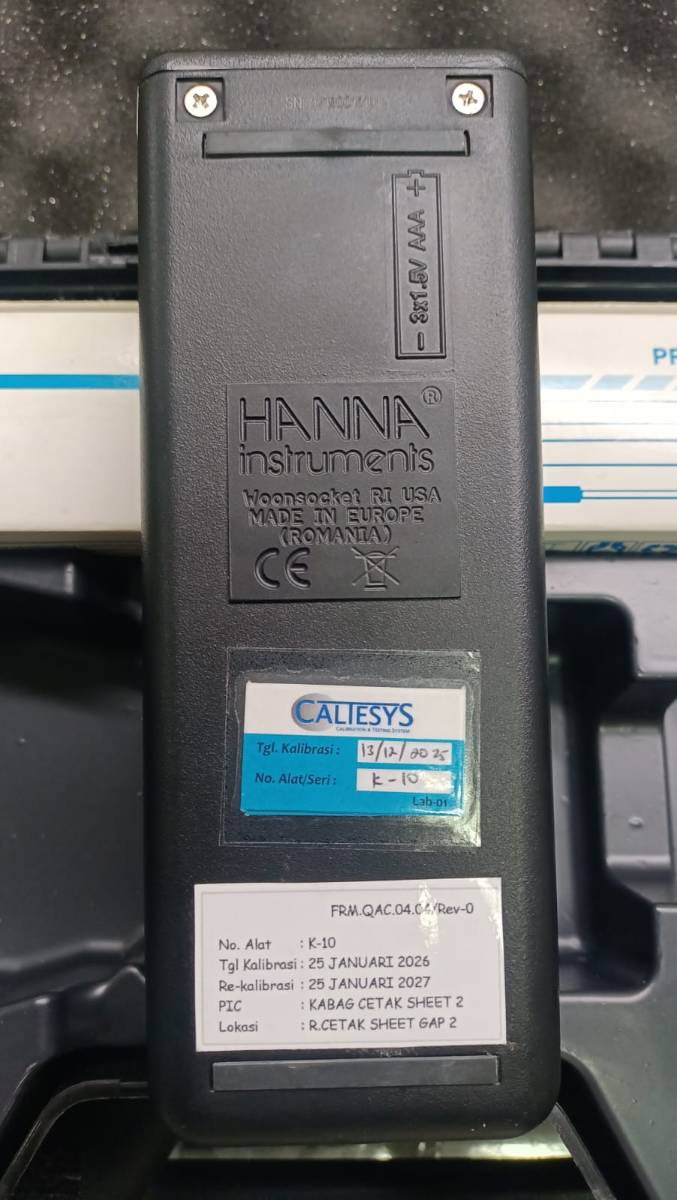 - 3x1.5V AAA +
PR
HANNA®
instruments
Woonsocket RI USA
MADE IN EUROPE
(ROMANIA)
CE
CALTESYS
CALIBRATION & TESTING SYSTEM
Tgl. Kalibrasi : 13/12/2025
No. Alat/Seri : K-10
Lab-01
FRM.QAC.04.04/Rev-0
No. Alat : K-10
Tgl Kalibrasi : 25 JANUARI 2026
Re-kalibrasi : 25 JANUARI 2027
PIC : KABAG CETAK SHEET 2
Lokasi : R.CETAK SHEET GAP 2